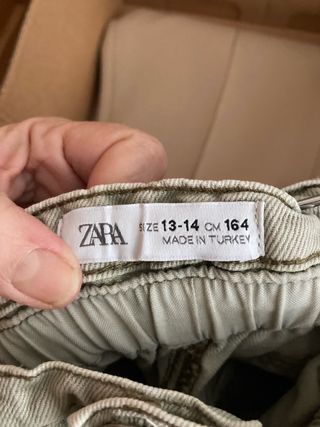 ZARA SIZE 13-14 CM 164
MADE IN TURKEY